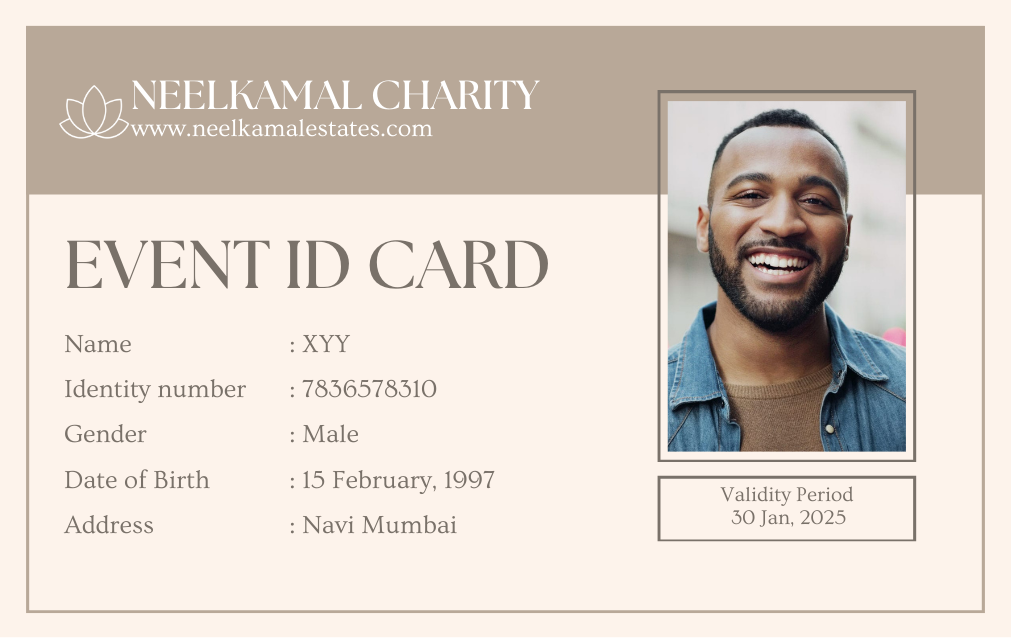 NEELKAMAL CHARITY
www.neelkamalestates.com
EVENT ID CARD
Name : XYY
Identity number : 7836578310
Gender : Male
Date of Birth : 15 February, 1997
Address : Navi Mumbai
Validity Period
30 Jan, 2025